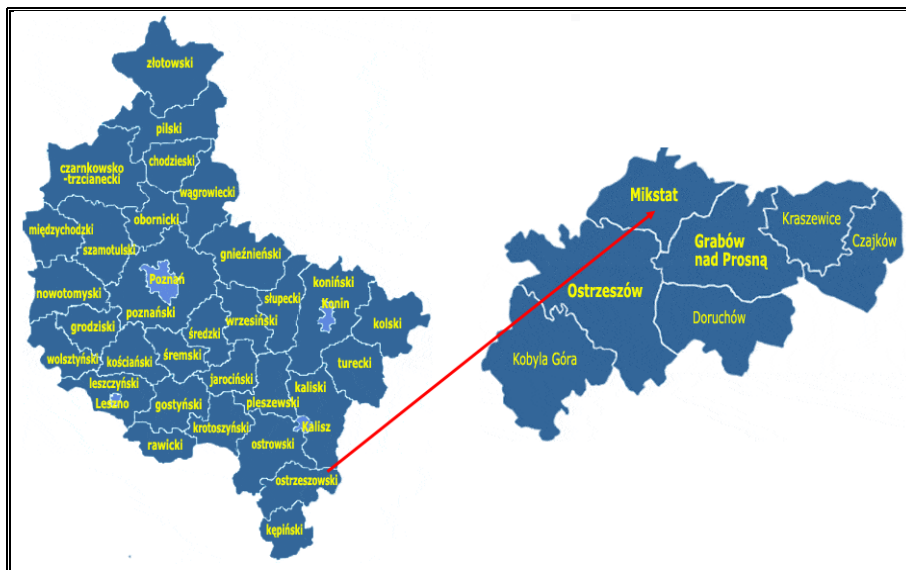 złotowski
pilski
chodzieski
czarnkowsko
-trzcianecki
wągrowiecki
obornicki
międzychodzki
szamotulski
gnieźnieński
Poznań
koniński
nowotomyski
słupecki
Konin
poznański
grodziski
wrzesiński
kolski
średzki
wolsztyński
kościański
śremski
turecki
leszczyński
jarociński
kaliski
Leszno
gostyński
pleszewski
krotoszyński
Kalisz
rawicki
ostrowski
ostrzeszowski
kępiński
Mikstat
Kraszewice
Grabów
nad Prosną
Czajków
Ostrzeszów
Doruchów
Kobyla Góra